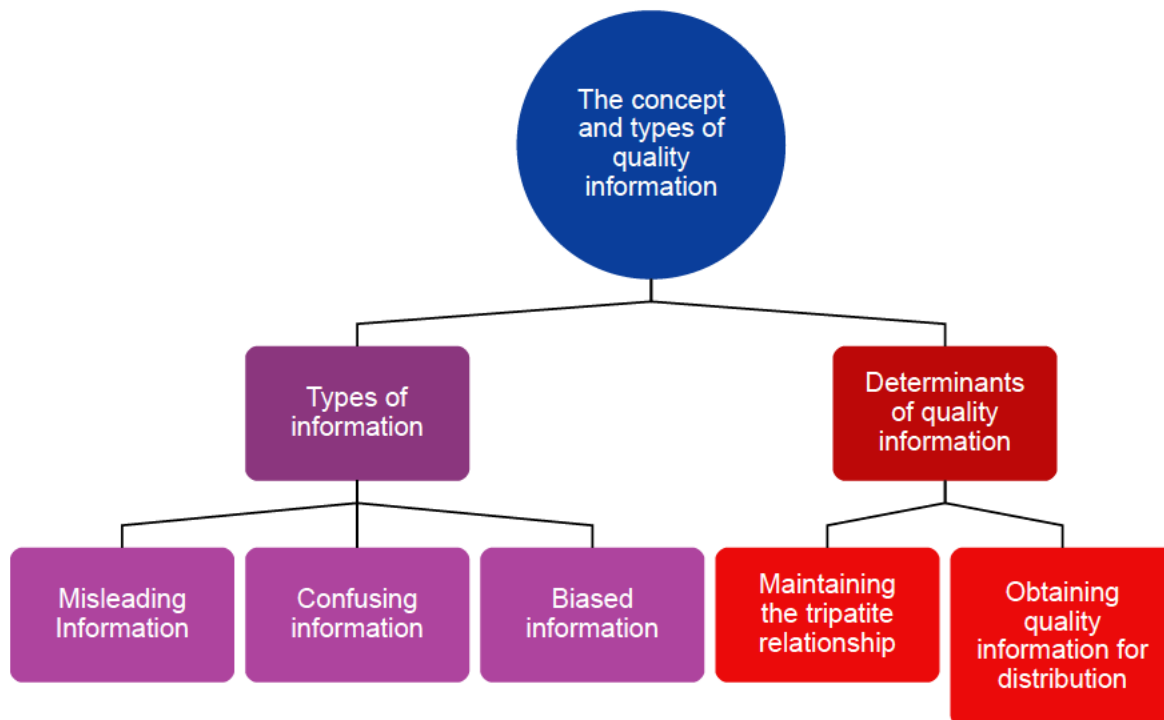 The concept
and types of
quality
information
Types of
information
Determinants
of quality
information
Misleading
Information
Confusing
information
Biased
information
Maintaining
the tripatite
relationship
Obtaining
quality
information for
distribution